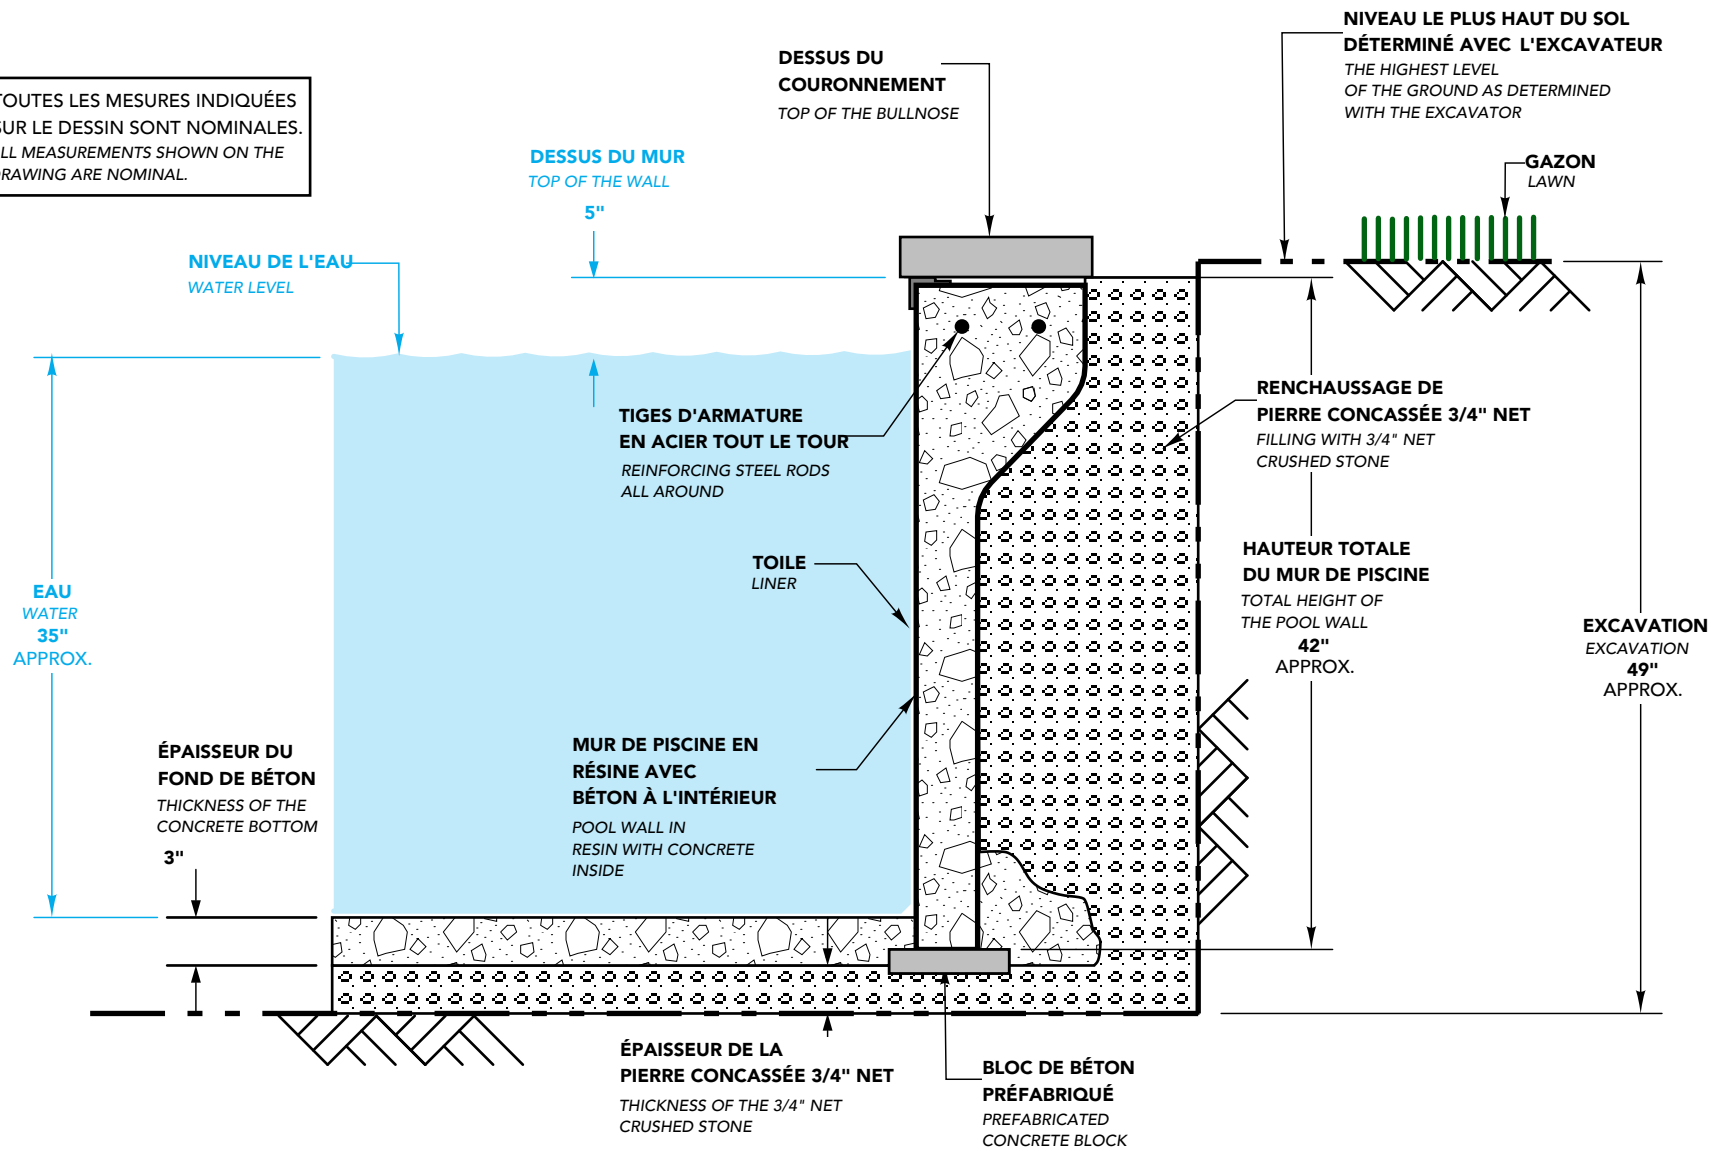 TOUTES LES MESURES INDIQUÉES
SUR LE DESSIN SONT NOMINALES.
LL MEASUREMENTS SHOWN ON THE
RAWING ARE NOMINAL.
DESSUS DU MUR
TOP OF THE WALL
5"
NIVEAU DE L'EAU
WATER LEVEL
DESSUS DU
COURONNEMENT
TOP OF THE BULLNOSE
NIVEAU LE PLUS HAUT DU SOL
DÉTERMINÉ AVEC L'EXCAVATEUR
THE HIGHEST LEVEL
OF THE GROUND AS DETERMINED
WITH THE EXCAVATOR
GAZON
LAWN
TIGES D'ARMATURE
EN ACIER TOUT LE TOUR
REINFORCING STEEL RODS
ALL AROUND
RENCHAUSSAGE DE
PIERRE CONCASSÉE 3/4" NET
FILLING WITH 3/4" NET
CRUSHED STONE
TOILE
LINER
HAUTEUR TOTALE
DU MUR DE PISCINE
TOTAL HEIGHT OF
THE POOL WALL
42"
APPROX.
EAU
WATER
35"
APPROX.
EXCAVATION
EXCAVATION
49"
APPROX.
ÉPAISSEUR DU
FOND DE BÉTON
THICKNESS OF THE
CONCRETE BOTTOM
3"
MUR DE PISCINE EN
RÉSINE AVEC
BÉTON À L'INTÉRIEUR
POOL WALL IN
RESIN WITH CONCRETE
INSIDE
ÉPAISSEUR DE LA
PIERRE CONCASSÉE 3/4" NET
THICKNESS OF THE 3/4" NET
CRUSHED STONE
BLOC DE BÉTON
PRÉFABRIQUÉ
PREFABRICATED
CONCRETE BLOCK